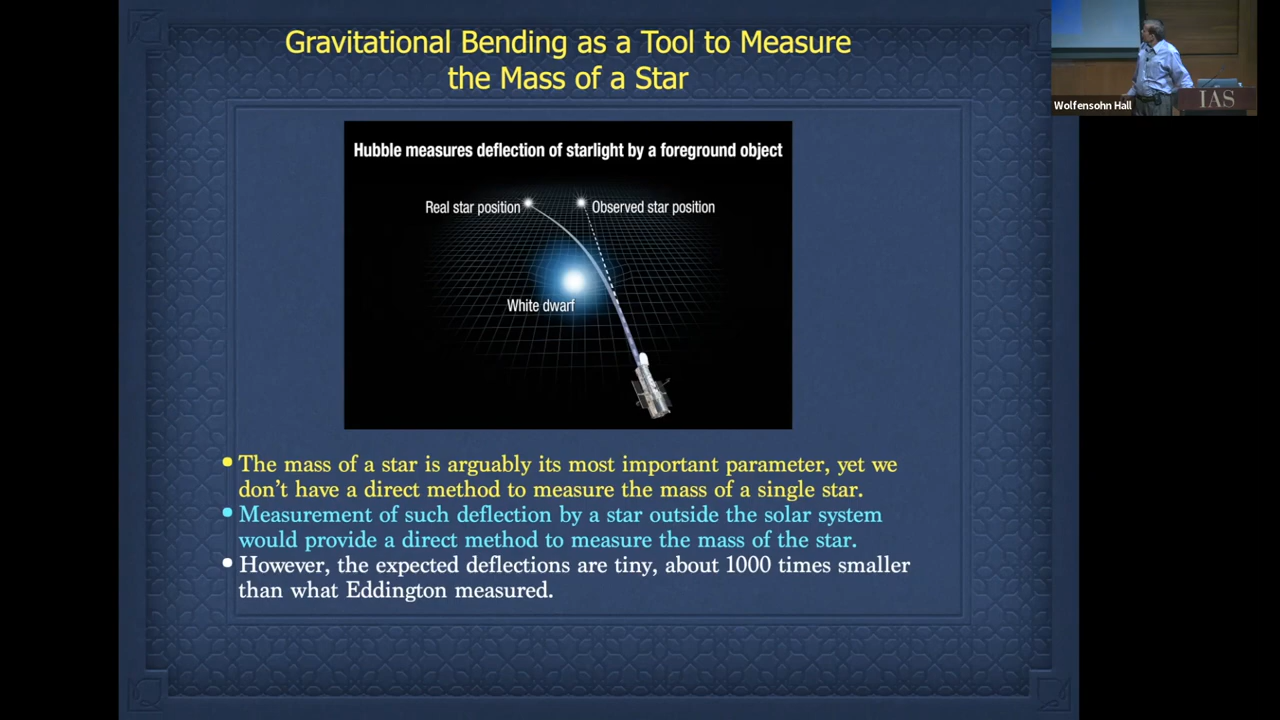 Gravitational Bending as a Tool to Measure
the Mass of a Star
Hubble measures deflection of starlight by a foreground object
Real star position
Observed star position
White dwarf
• The mass of a star is arguably its most important parameter, yet we
don't have a direct method to measure the mass of a single star.
• Measurement of such deflection by a star outside the solar system
would provide a direct method to measure the mass of the star.
• However, the expected deflections are tiny, about 1000 times smaller
than what Eddington measured.
Wolfensohn Hall
IAS